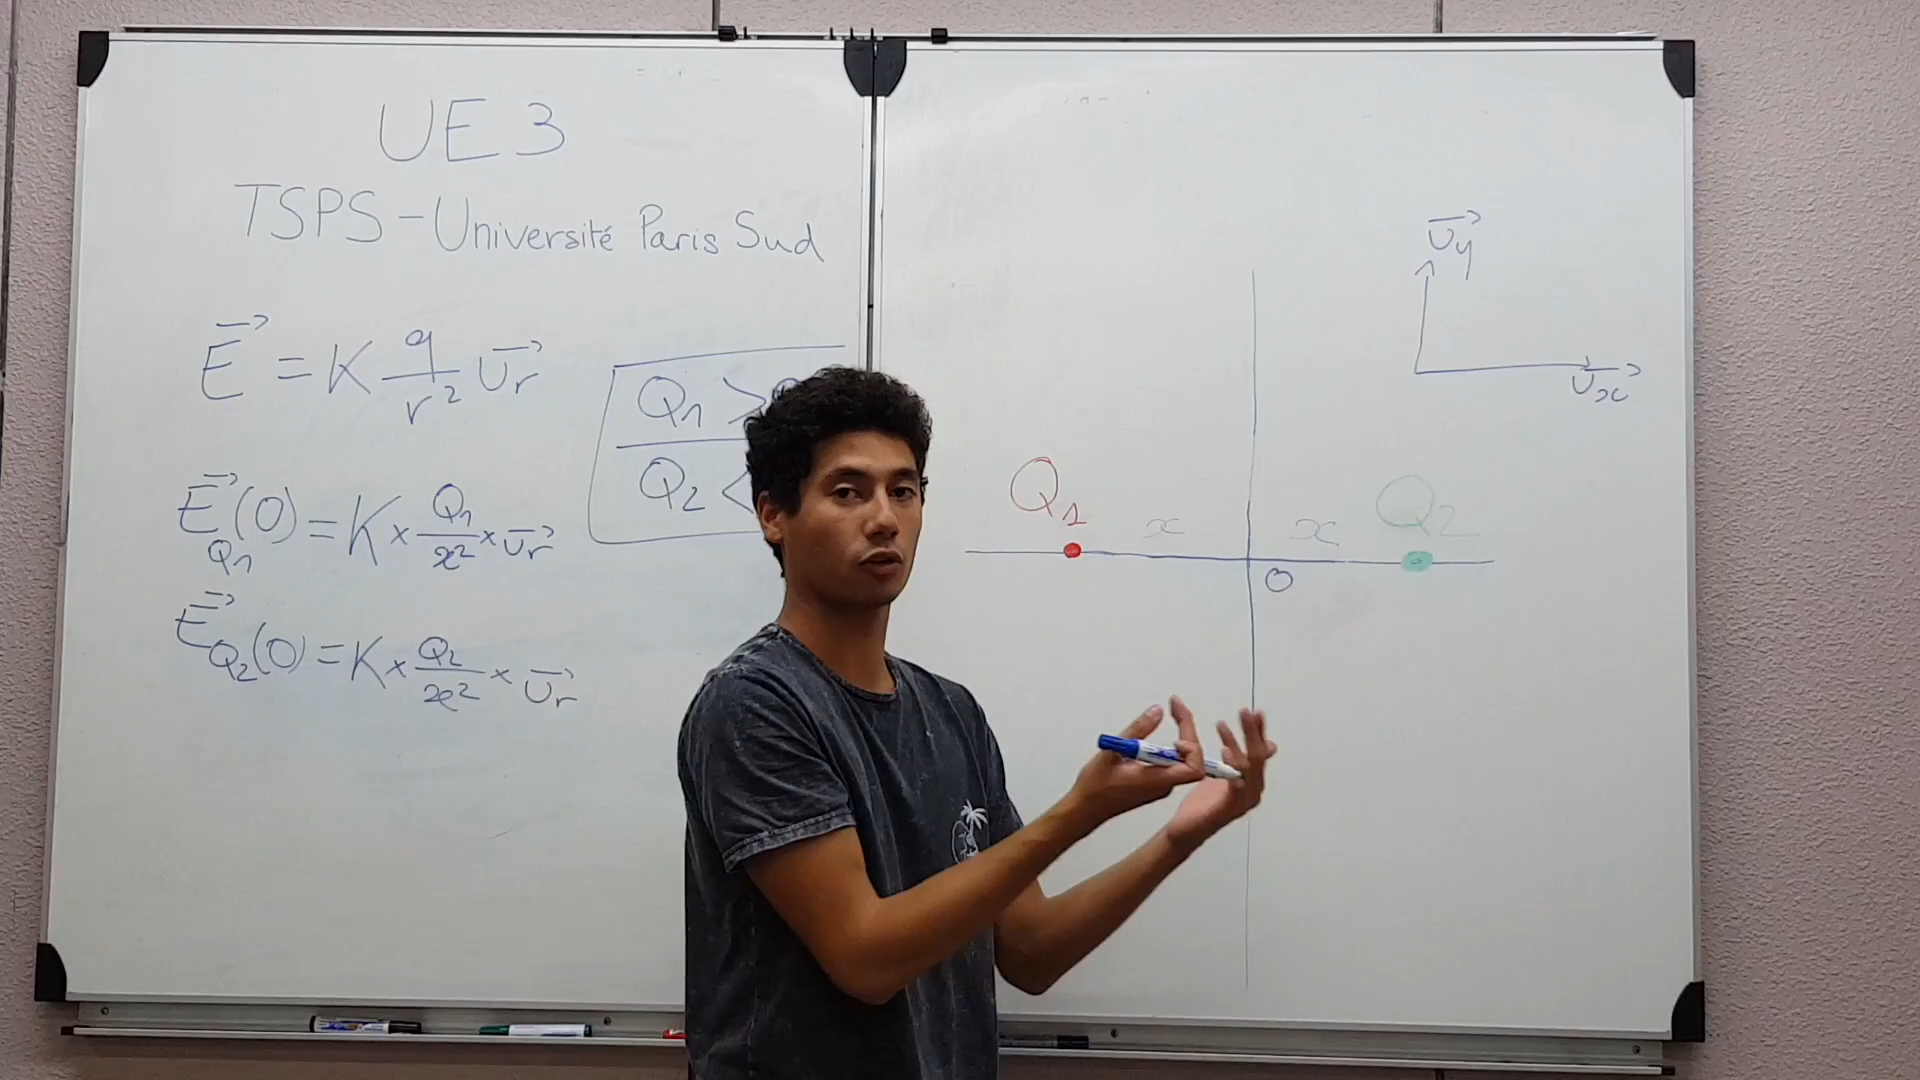 UE 3
TSPS - Université Paris Sud
E⃗ = K q/r² U⃗r
Q1 >
Q2 <
E⃗Q1(O) = K × Q1/x² × U⃗r
E⃗Q2(O) = K × Q2/x² × U⃗r
U⃗y
U⃗x
Q1
x
x
Q2
O